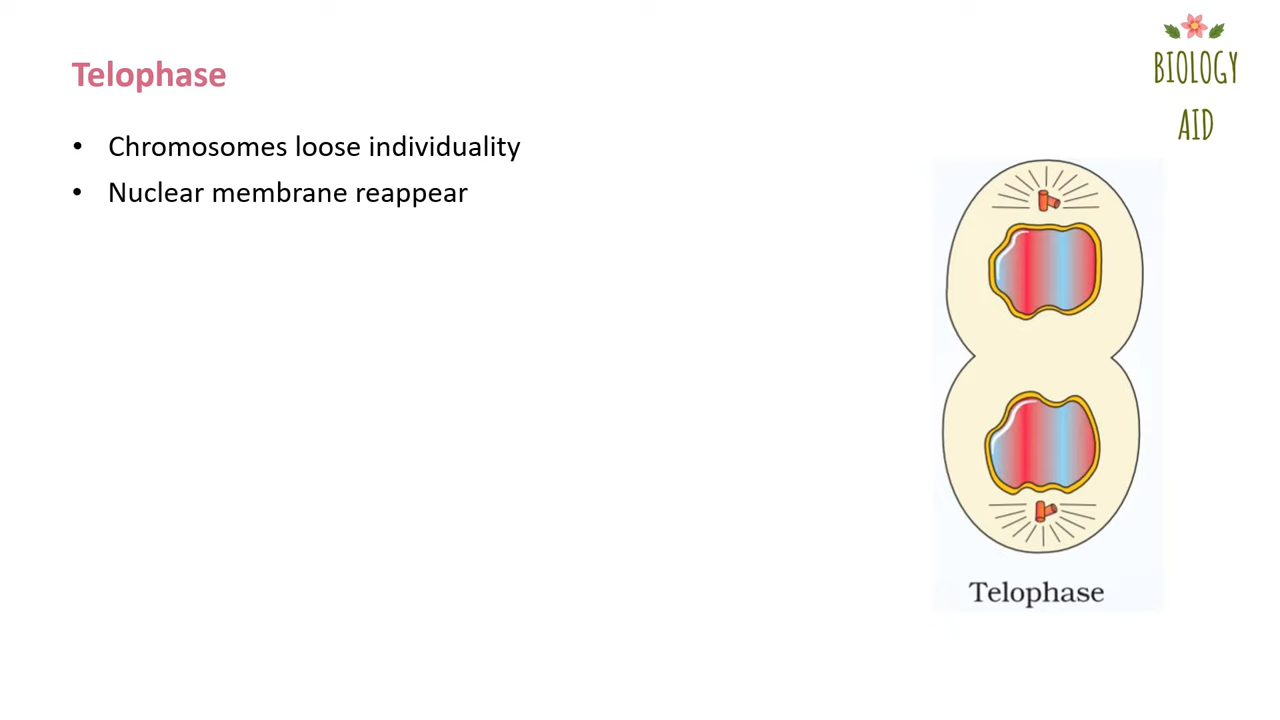 Telophase
• Chromosomes loose individuality
• Nuclear membrane reappear
BIOLOGY
AID
Telophase